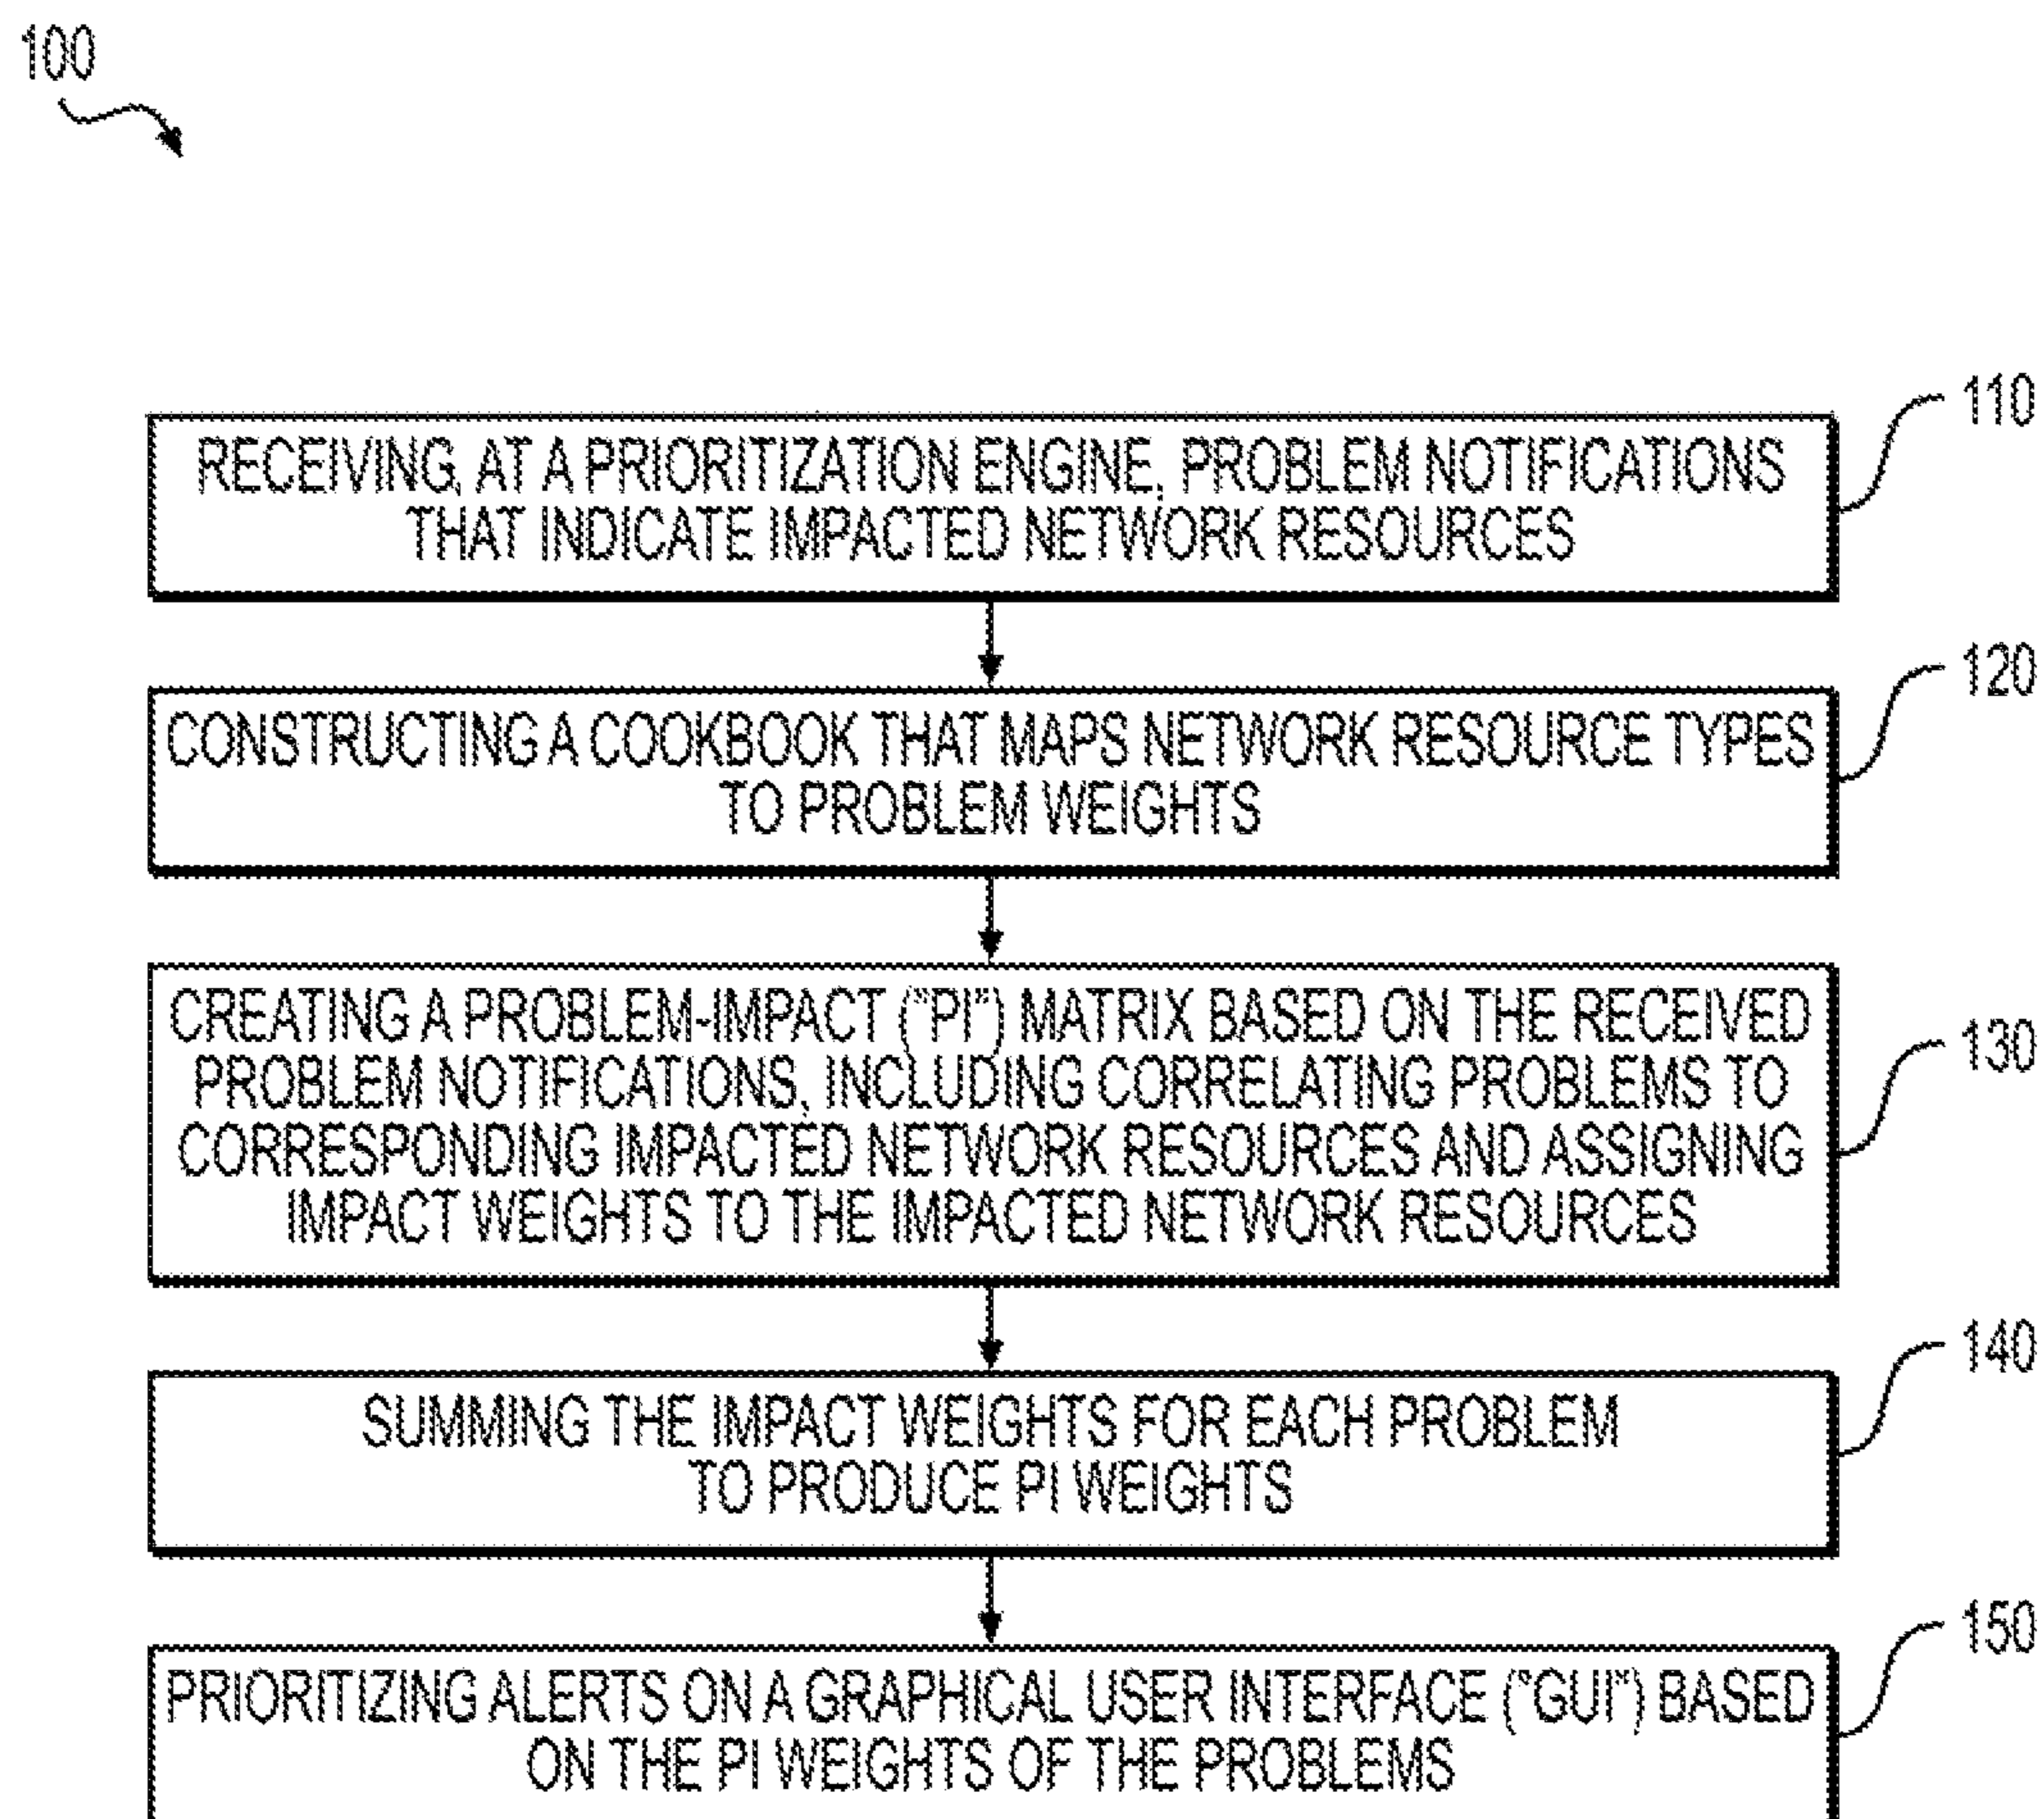 100
110
RECEIVING, AT A PRIORITIZATION ENGINE, PROBLEM NOTIFICATIONS
THAT INDICATE IMPACTED NETWORK RESOURCES
120
CONSTRUCTING A COOKBOOK THAT MAPS NETWORK RESOURCE TYPES
TO PROBLEM WEIGHTS
130
CREATING A PROBLEM-IMPACT ("PI") MATRIX BASED ON THE RECEIVED
PROBLEM NOTIFICATIONS, INCLUDING CORRELATING PROBLEMS TO
CORRESPONDING IMPACTED NETWORK RESOURCES AND ASSIGNING
IMPACT WEIGHTS TO THE IMPACTED NETWORK RESOURCES
140
SUMMING THE IMPACT WEIGHTS FOR EACH PROBLEM
TO PRODUCE PI WEIGHTS
150
PRIORITIZING ALERTS ON A GRAPHICAL USER INTERFACE ("GUI") BASED
ON THE PI WEIGHTS OF THE PROBLEMS